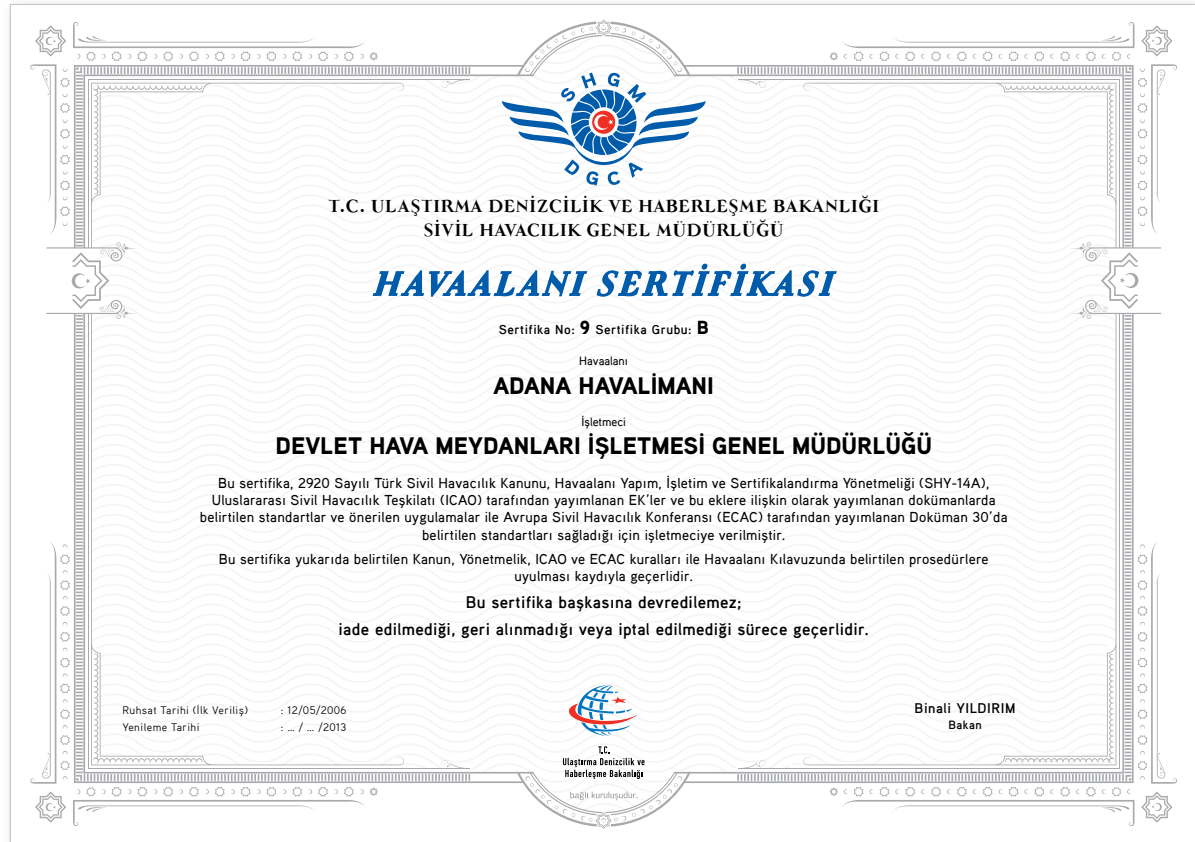 SHGM
DGCA
T.C. ULAŞTIRMA DENİZCİLİK VE HABERLEŞME BAKANLIĞI
SİVİL HAVACILIK GENEL MÜDÜRLÜĞÜ
HAVAALANI SERTİFİKASI
Sertifika No: 9 Sertifika Grubu: B
Havaalanı
ADANA HAVALİMANI
İşletmeci
DEVLET HAVA MEYDANLARI İŞLETMESİ GENEL MÜDÜRLÜĞÜ
Bu sertifika, 2920 Sayılı Türk Sivil Havacılık Kanunu, Havaalanı Yapım, İşletim ve Sertifikalandırma Yönetmeliği (SHY-14A),
Uluslararası Sivil Havacılık Teşkilatı (ICAO) tarafından yayımlanan EK'ler ve bu eklere ilişkin olarak yayımlanan dokümanlarda
belirtilen standartlar ve önerilen uygulamalar ile Avrupa Sivil Havacılık Konferansı (ECAC) tarafından yayımlanan Doküman 30'da
belirtilen standartları sağladığı için işletmeciye verilmiştir.
Bu sertifika yukarıda belirtilen Kanun, Yönetmelik, ICAO ve ECAC kuralları ile Havaalanı Kılavuzunda belirtilen prosedürlere
uyulması kaydıyla geçerlidir.
Bu sertifika başkasına devredilemez;
iade edilmediği, geri alınmadığı veya iptal edilmediği sürece geçerlidir.
Ruhsat Tarihi (İlk Veriliş) : 12/05/2006
Yenileme Tarihi : ... / ... /2013
T.C.
Ulaştırma Denizcilik ve
Haberleşme Bakanlığı
bağlı kuruluşudur.
Binali YILDIRIM
Bakan